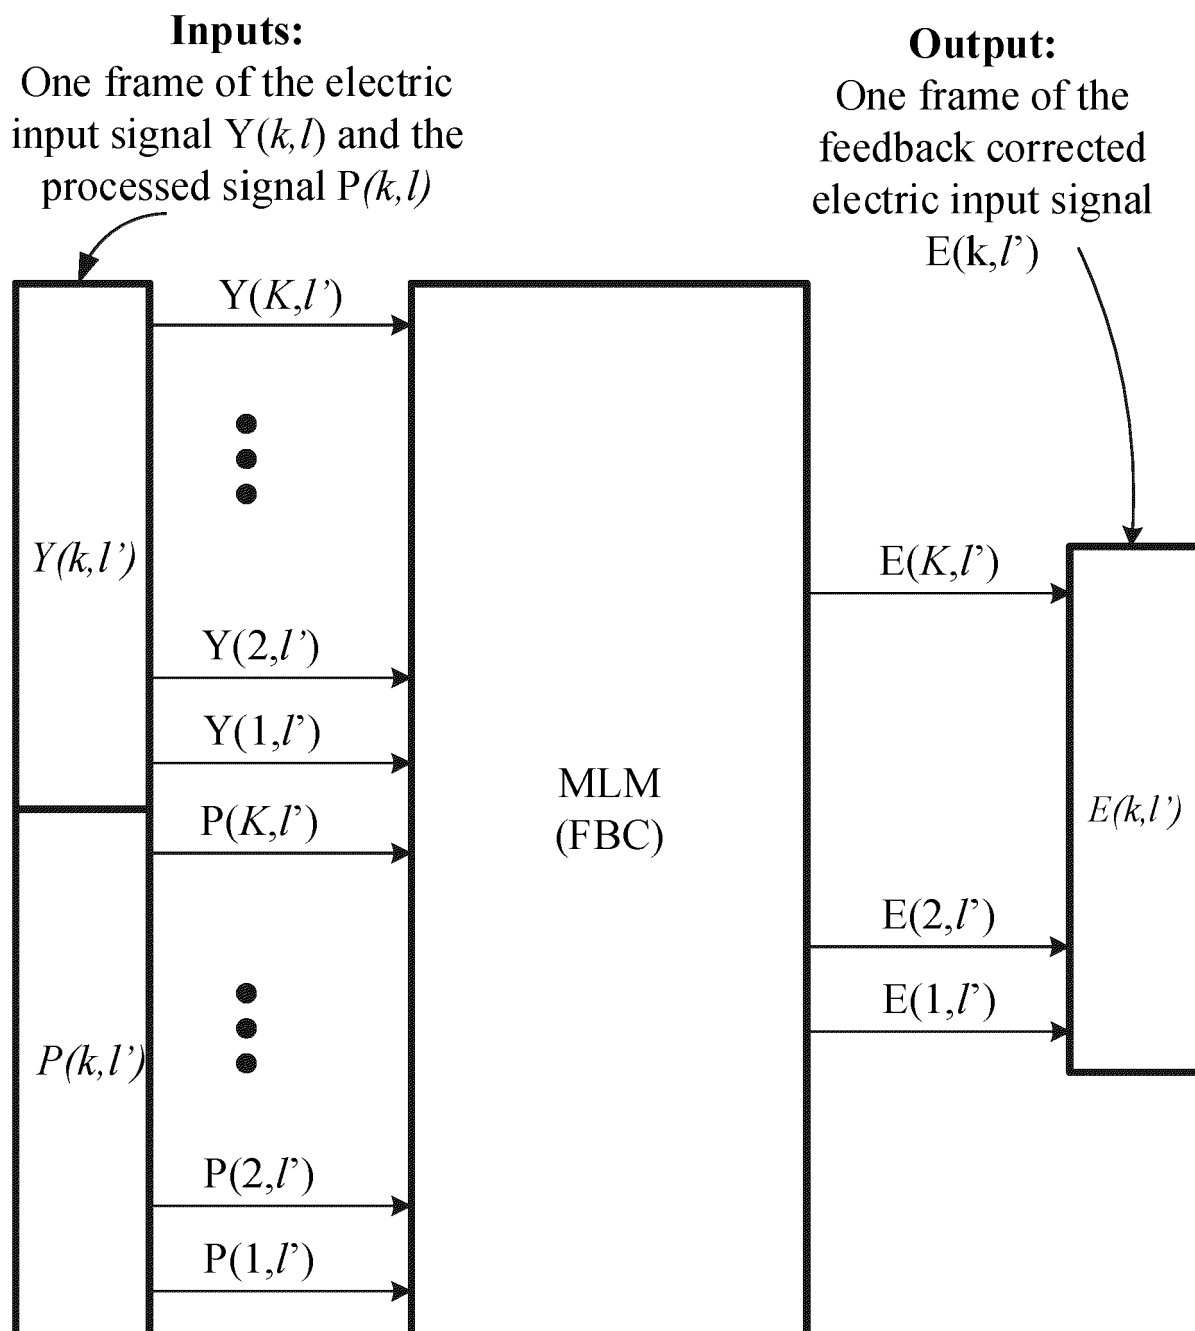 Inputs:
One frame of the electric
input signal Y(k,l) and the
processed signal P(k,l)
Output:
One frame of the
feedback corrected
electric input signal
E(k,l’)
Y(K,l’)
Y(k,l’)
E(K,l’)
Y(2,l’)
Y(1,l’)
P(K,l’)
MLM
(FBC)
E(k,l’)
E(2,l’)
E(1,l’)
P(k,l’)
P(2,l’)
P(1,l’)